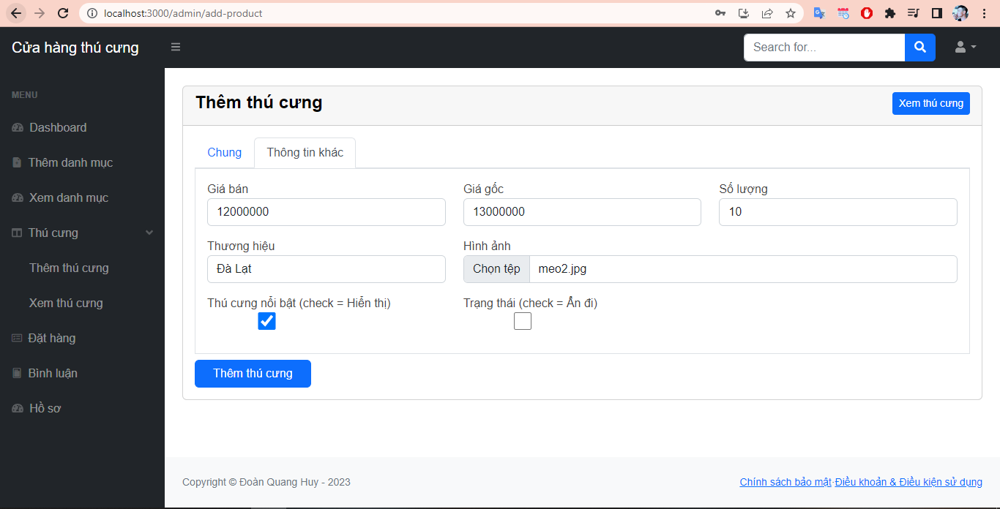 localhost:3000/admin/add-product
Cửa hàng thú cưng
Search for...
MENU
Dashboard
Thêm danh mục
Xem danh mục
Thú cưng
Thêm thú cưng
Xem thú cưng
Đặt hàng
Bình luận
Hồ sơ
Thêm thú cưng
Xem thú cưng
Chung
Thông tin khác
Giá bán
Giá gốc
Số lượng
12000000
13000000
10
Thương hiệu
Hình ảnh
Đà Lạt
Chọn tệp
meo2.jpg
Thú cưng nổi bật (check = Hiển thị)
Trạng thái (check = Ẩn đi)
Thêm thú cưng
Copyright © Đoàn Quang Huy - 2023
Chính sách bảo mật·Điều khoản & Điều kiện sử dụng